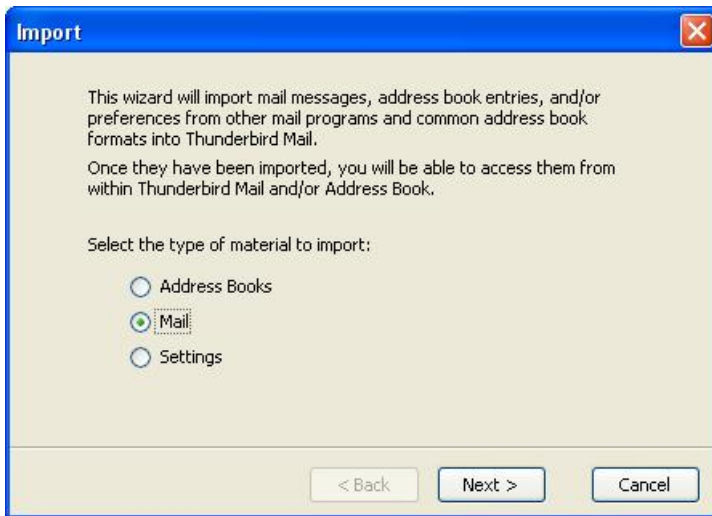 Import
This wizard will import mail messages, address book entries, and/or
preferences from other mail programs and common address book
formats into Thunderbird Mail.
Once they have been imported, you will be able to access them from
within Thunderbird Mail and/or Address Book.
Select the type of material to import:
Address Books
Mail
Settings
< Back Next > Cancel